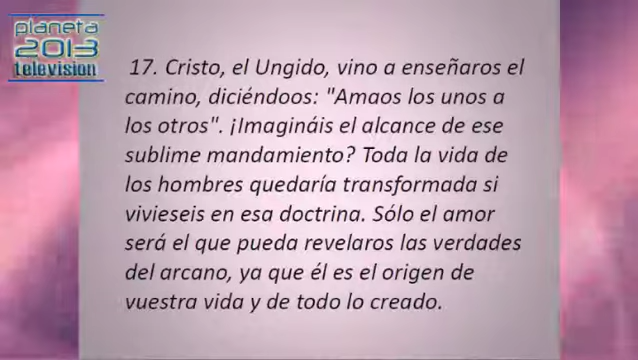 planeta
2013
television
17. Cristo, el Ungido, vino a enseñaros el
camino, diciéndoos: "Amaos los unos a
los otros". ¡Imagináis el alcance de ese
sublime mandamiento? Toda la vida de
los hombres quedaría transformada si
vivieseis en esa doctrina. Sólo el amor
será el que pueda revelaros las verdades
del arcano, ya que él es el origen de
vuestra vida y de todo lo creado.